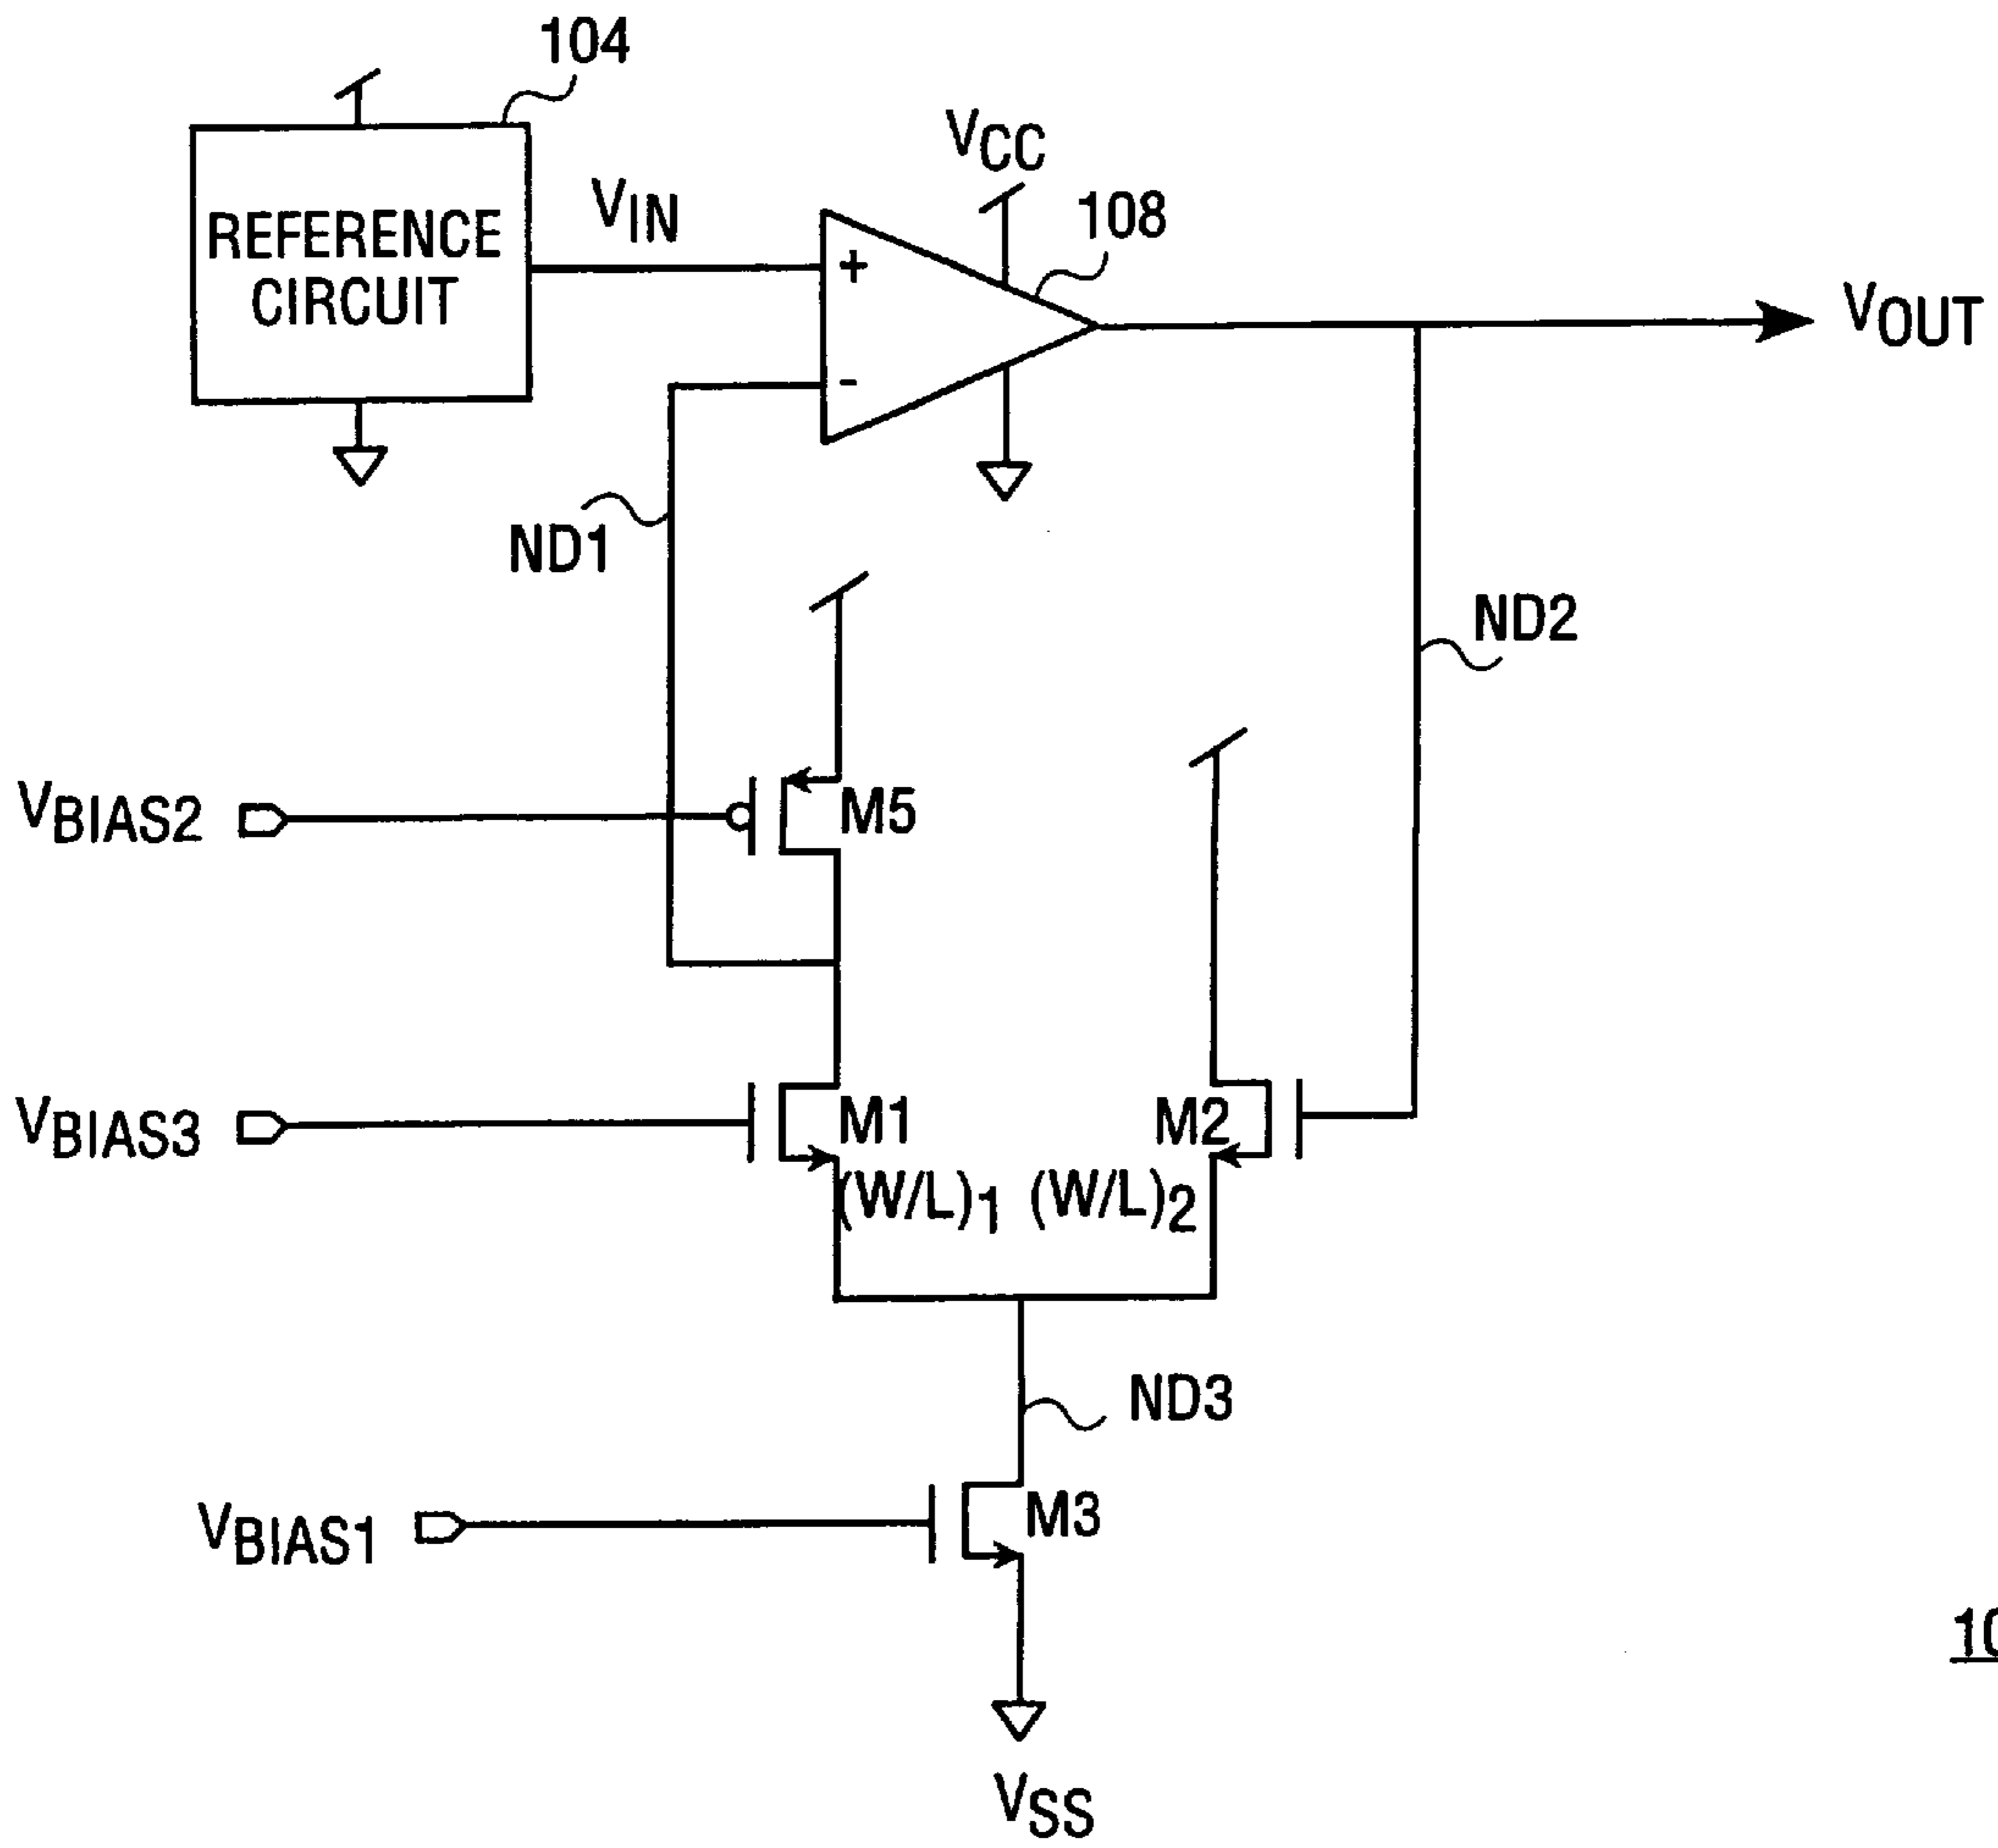 104
REFERENCE
CIRCUIT
VIN
VCC
+
-
108
VOUT
ND1
ND2
VBIAS2
M5
VBIAS3
M1
M2
(W/L)1
(W/L)2
ND3
VBIAS1
M3
VSS